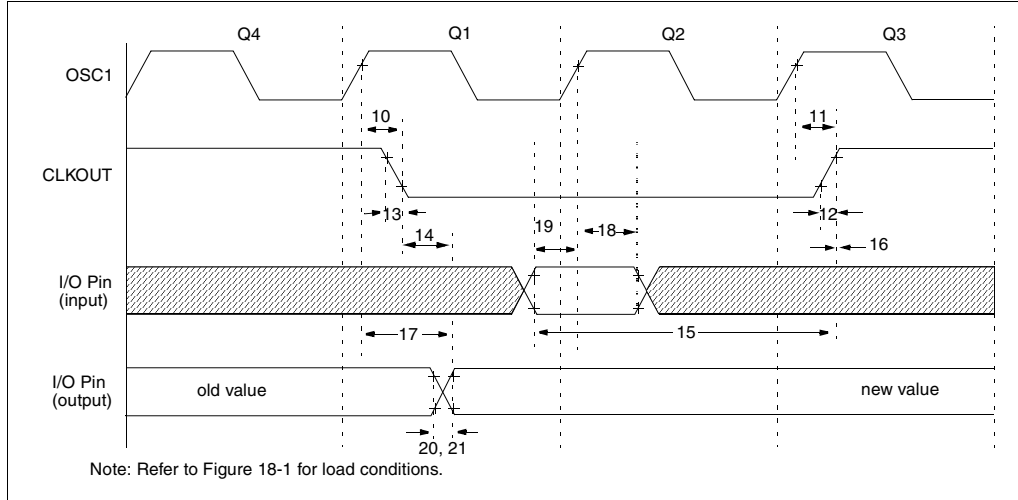 Q4 Q1 Q2 Q3
OSC1
10 11
CLKOUT
13 12
14 19 18 16
I/O Pin
(input)
17 15
I/O Pin
(output)
old value new value
20, 21
Note: Refer to Figure 18-1 for load conditions.